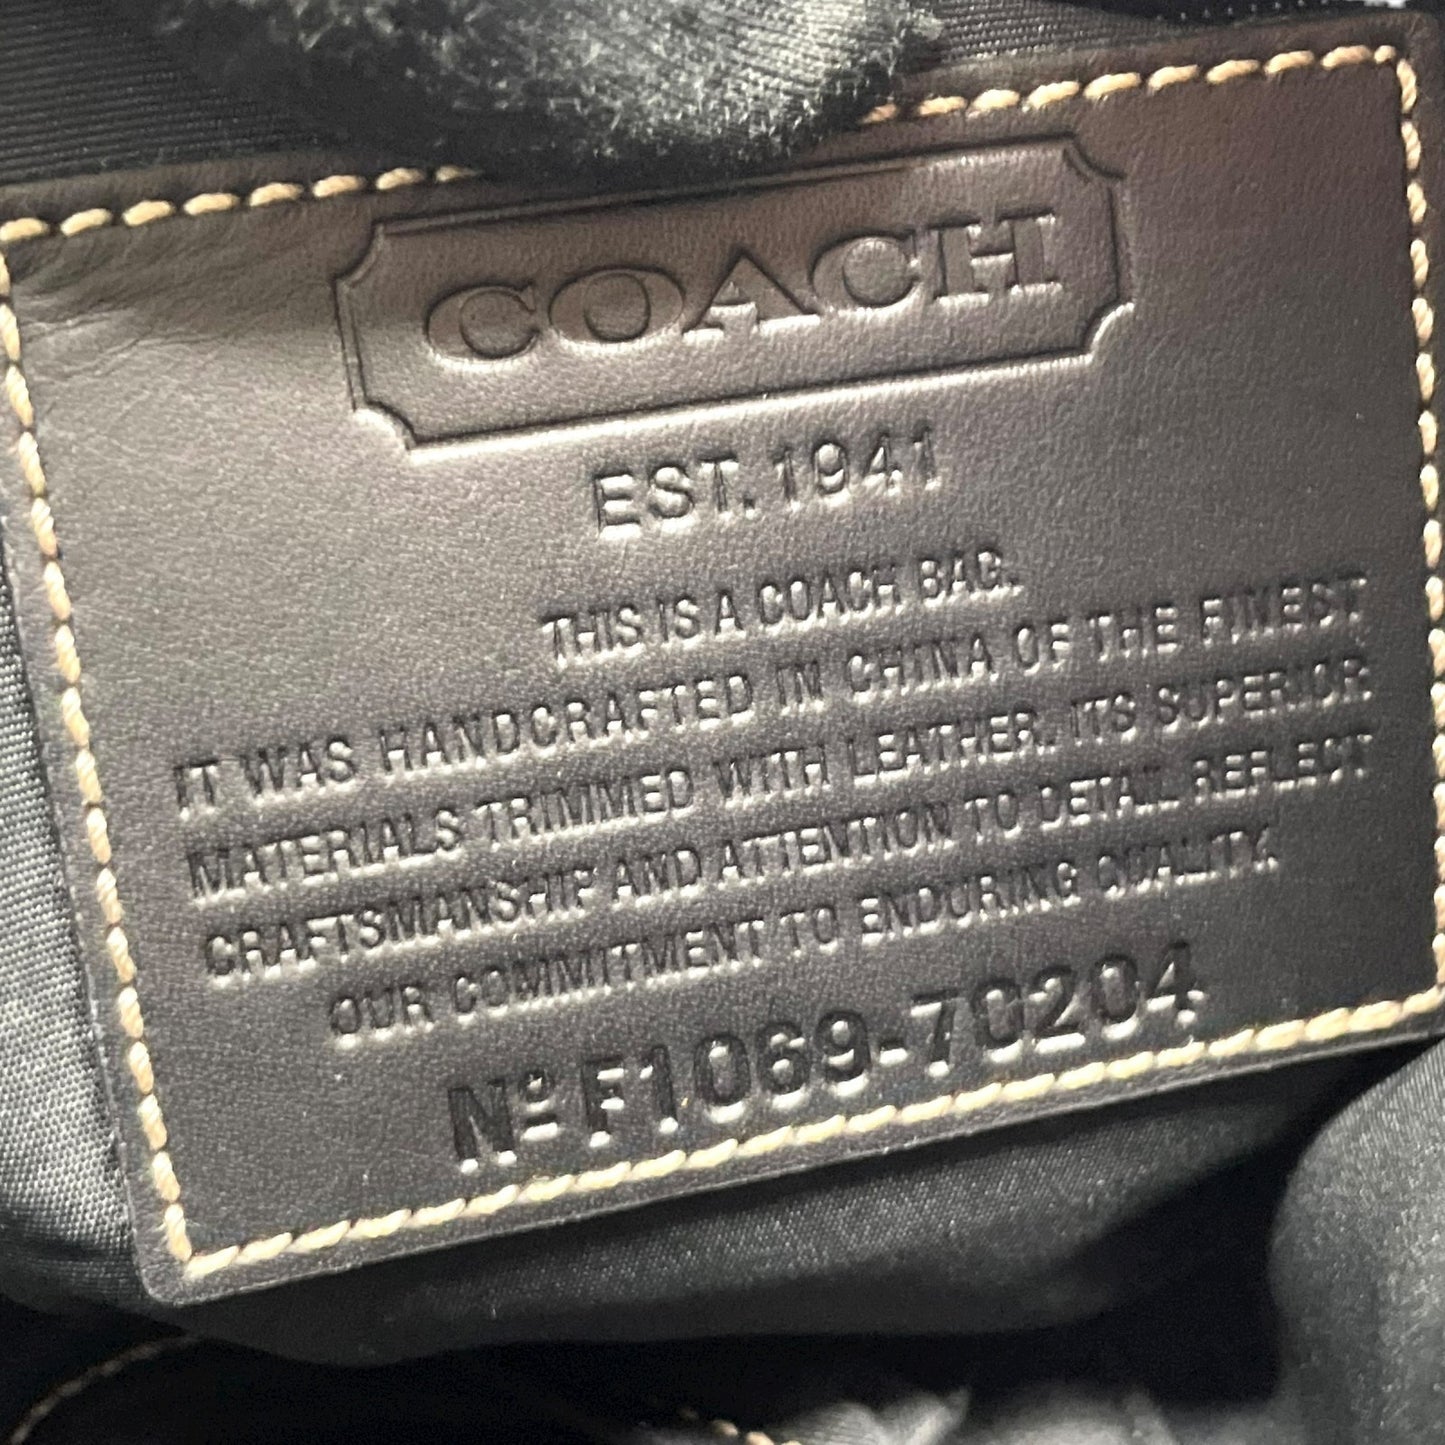 COACH
EST. 1941
THIS IS A COACH BAG.
IT WAS HANDCRAFTED IN CHINA OF THE FINEST
MATERIALS TRIMMED WITH LEATHER. ITS SUPERIOR
CRAFTSMANSHIP AND ATTENTION TO DETAIL REFLECT
OUR COMMITMENT TO ENDURING QUALITY.
Nº F1069-70204